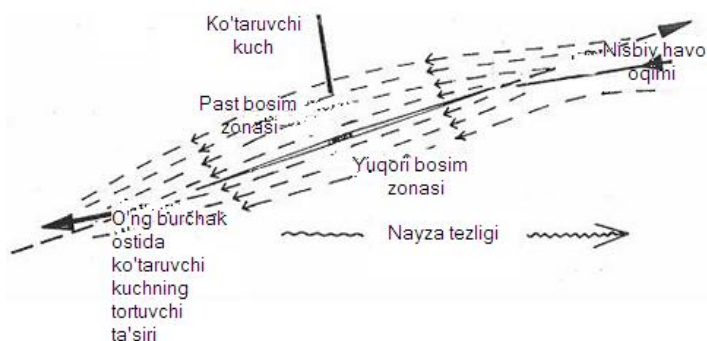 Ko'taruvchi
kuch
Nisbiv havo
oqimi
Past bosim
zonasi
Yuqori bosim
zonasi
O'ng burchak
ostida
ko'taruvchi
kuchning
tortuvchi
ta'siri
Nayza tezligi